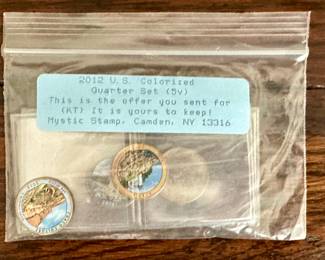 2012 U.S. Colorized
Quarter Set (5v)
This is the offer you sent for
(KT) It is yours to keep!
Mystic Stamp, Camden, NY 13316